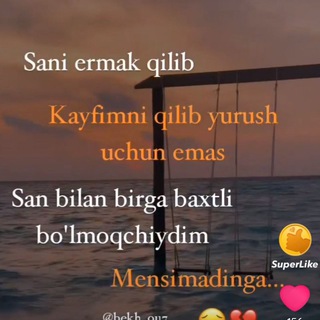 Sani ermak qilib
Kayfimni qilib yurush
uchun emas
San bilan birga baxtli
bo'lmoqchiydim
Mensimadinga...
SuperLike